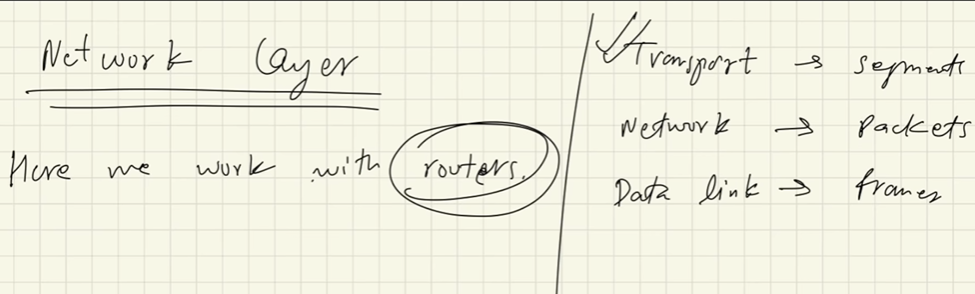 Network Layer
Here we work with routers.
Transport → segments
Network → Packets
Data link → frames